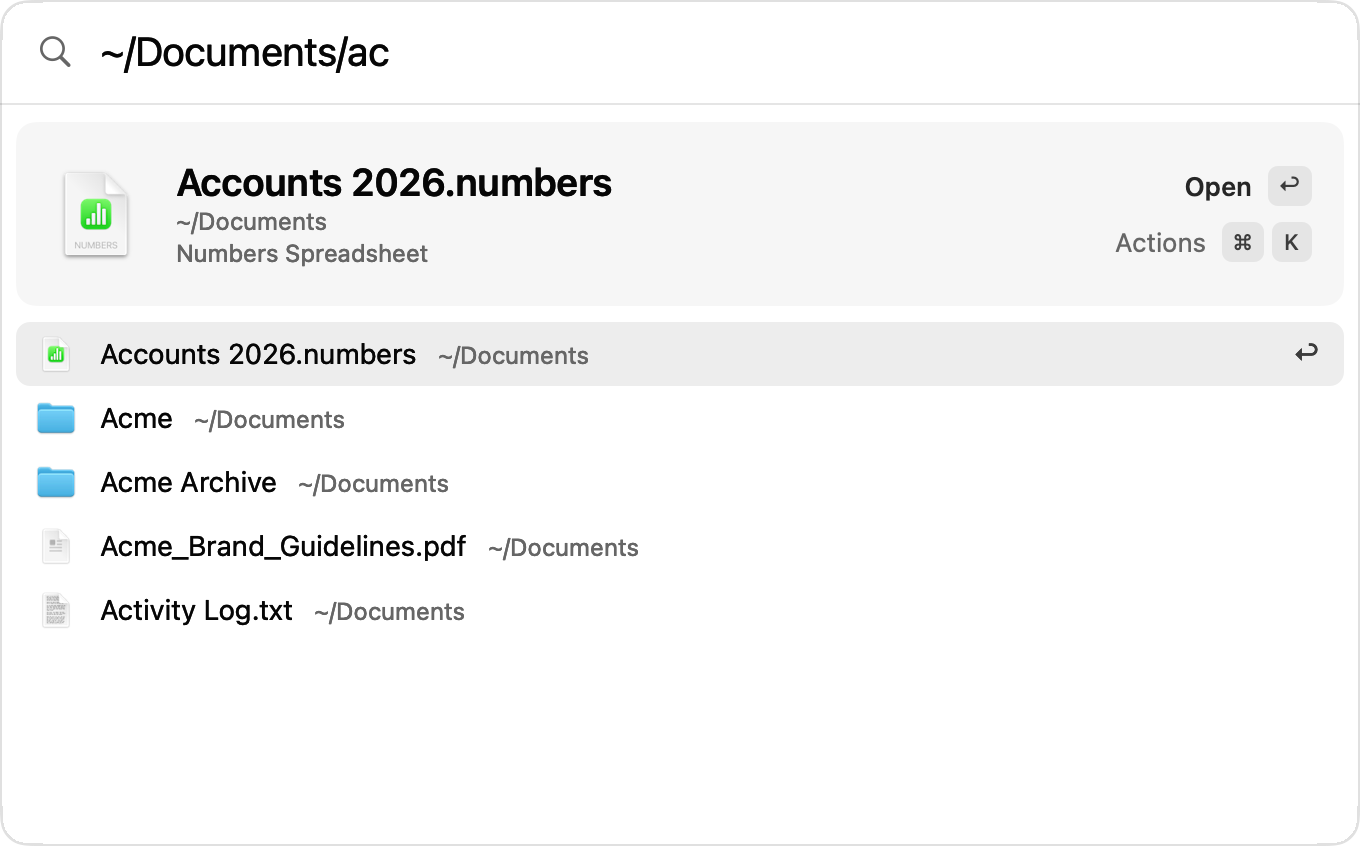 ~/Documents/ac
Accounts 2026.numbers
~/Documents
Numbers Spreadsheet
NUMBERS
Open ↩
Actions ⌘ K
Accounts 2026.numbers ~/Documents ↩
Acme ~/Documents
Acme Archive ~/Documents
Acme_Brand_Guidelines.pdf ~/Documents
Activity Log.txt ~/Documents